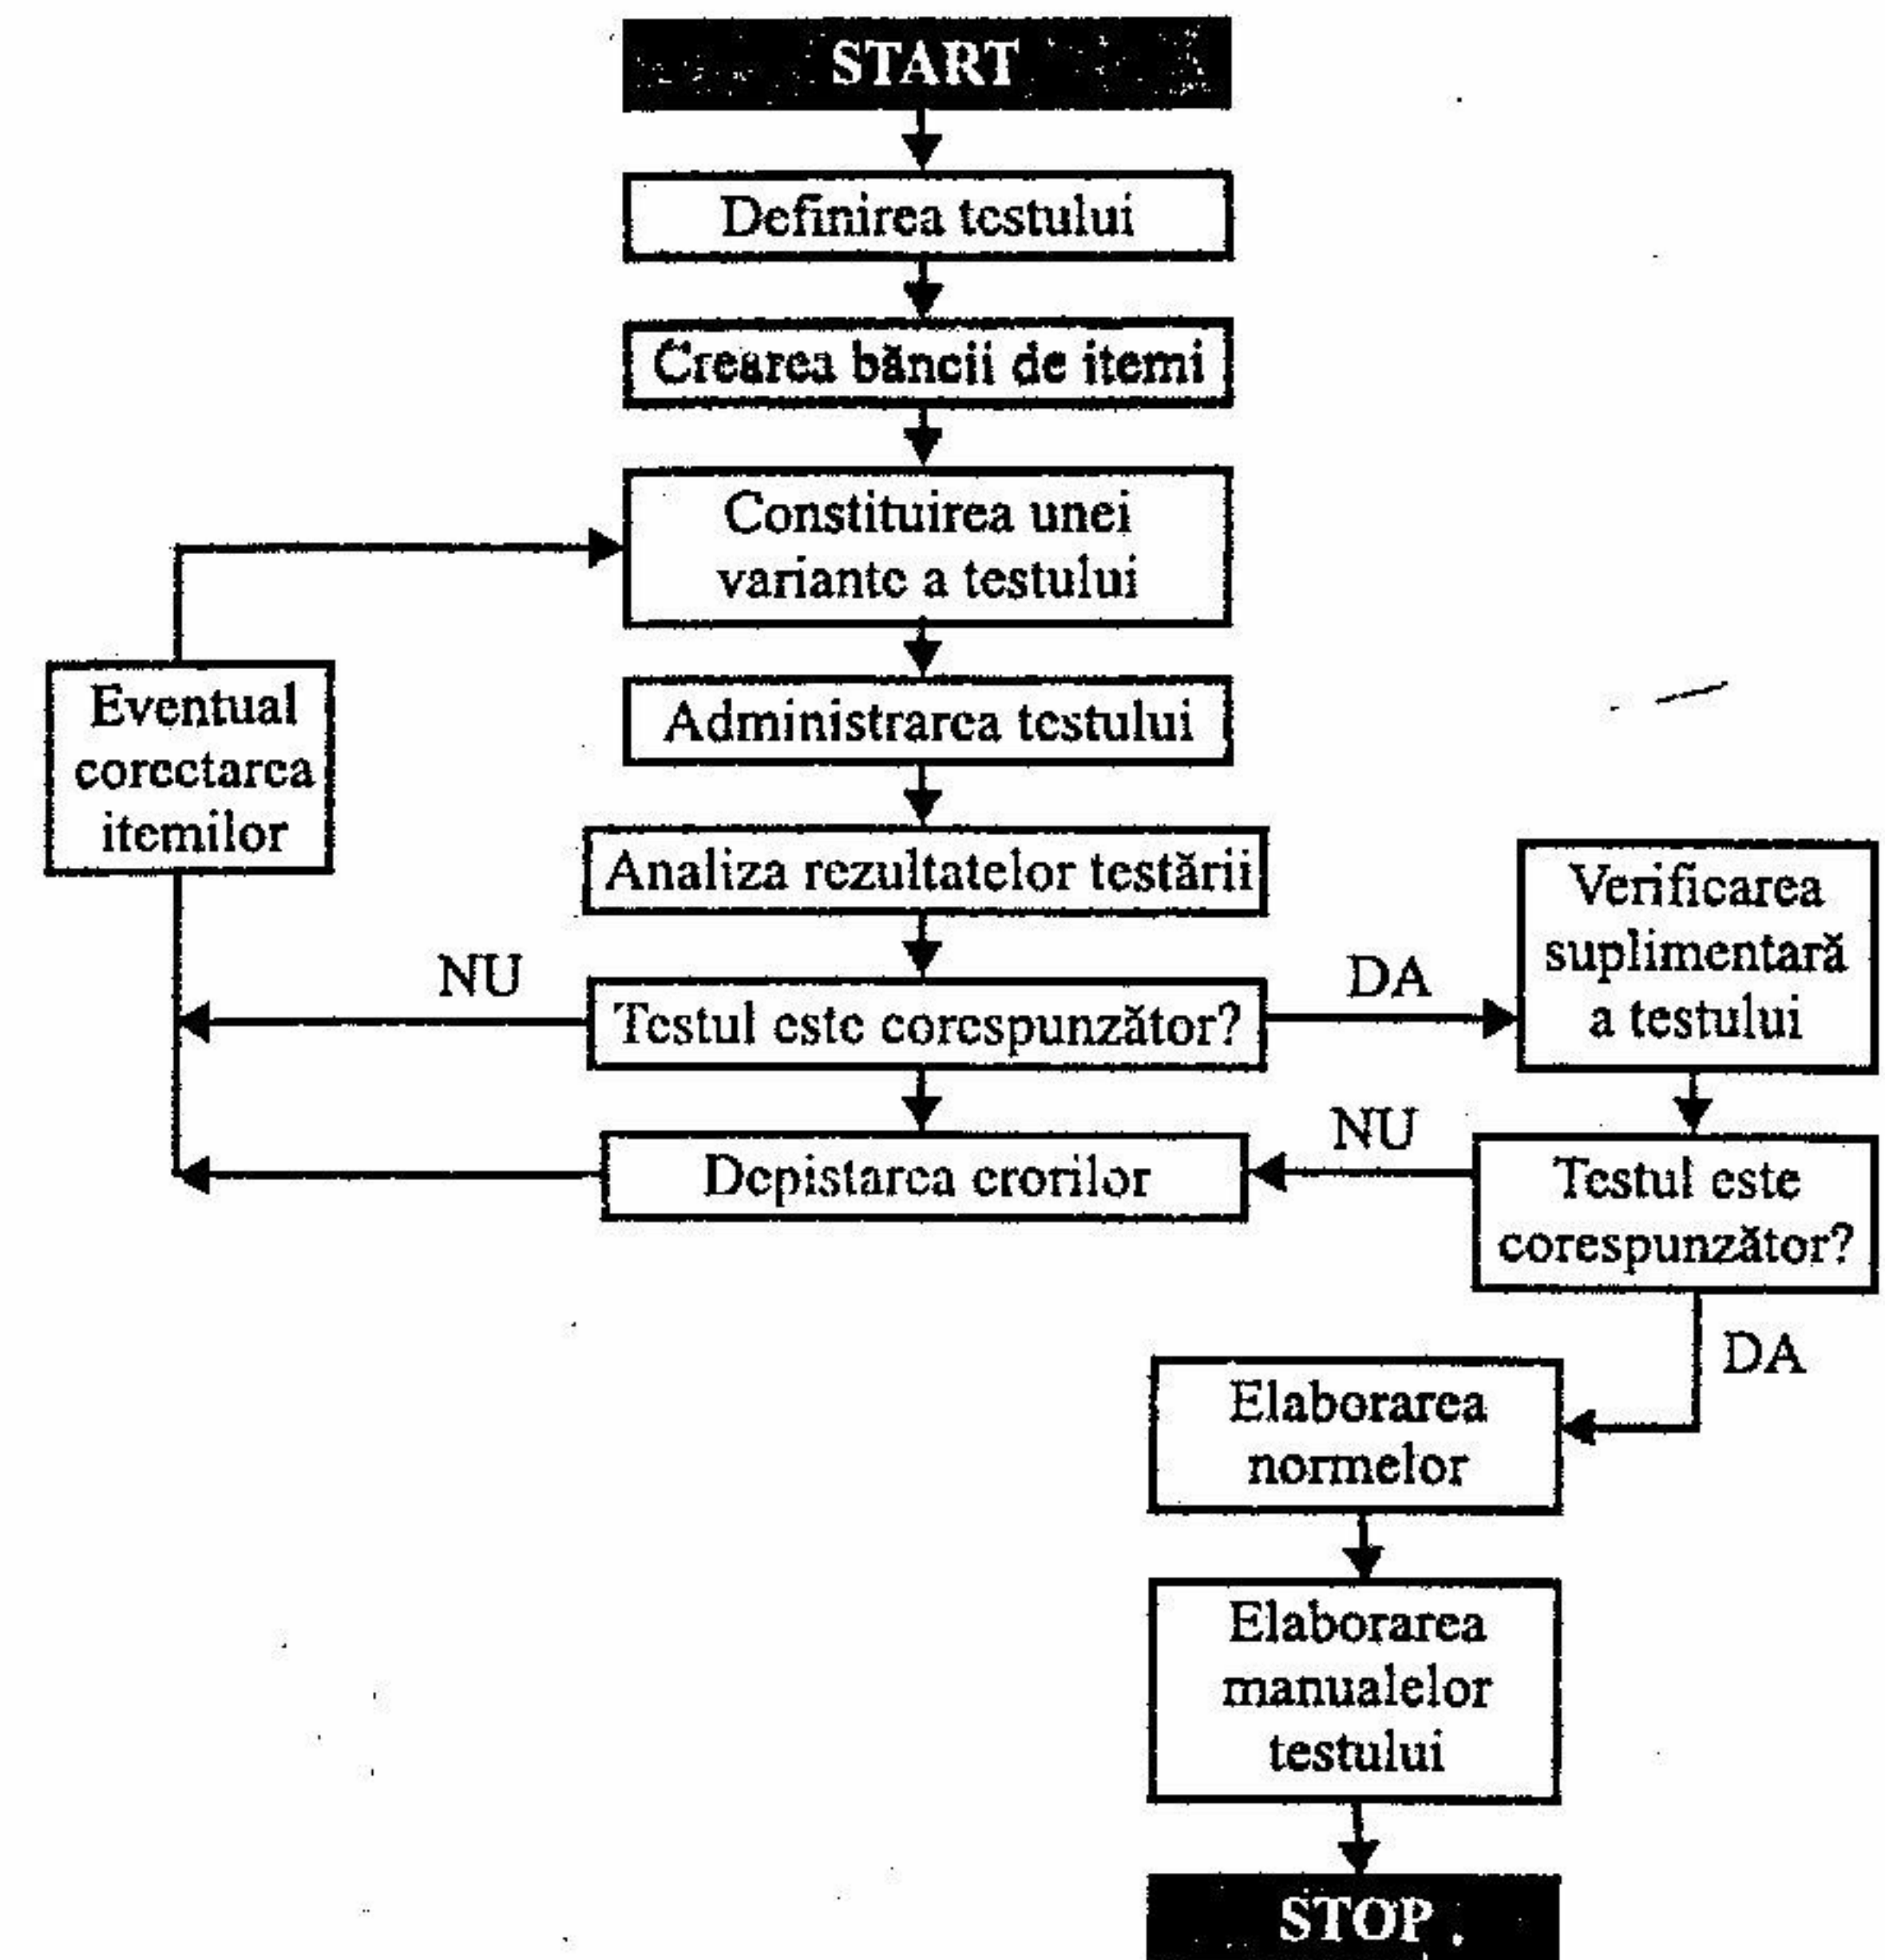 START
Definirea testului
Crearea băncii de itemi
Constituirea unei
variante a testului
Eventual
corectarea
itemilor
Administrarea testului
Analiza rezultatelor testării
Verificarea
suplimentară
a testului
NU
Testul este corespunzător?
DA
Depistarea erorilor
NU
Testul este
corespunzător?
DA
Elaborarea
normelor
Elaborarea
manualelor
testului
STOP